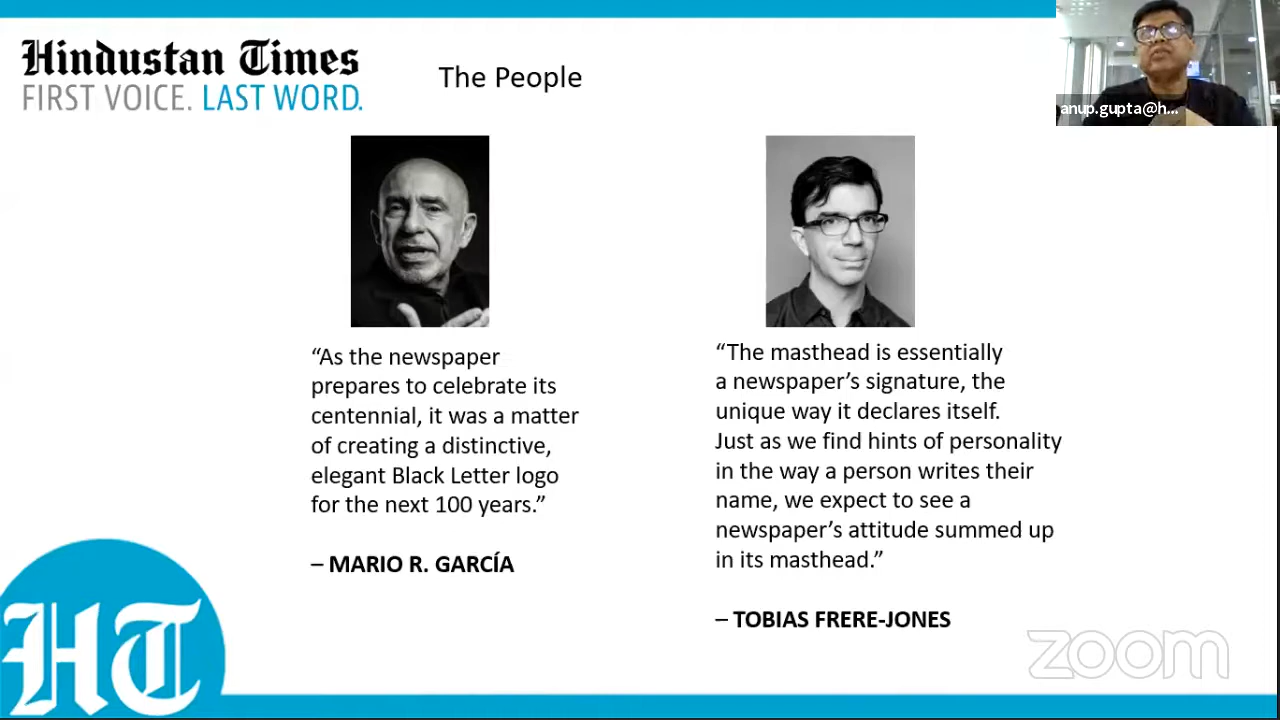 Hindustan Times
FIRST VOICE. LAST WORD.
The People
anup.gupta@h...
“As the newspaper
prepares to celebrate its
centennial, it was a matter
of creating a distinctive,
elegant Black Letter logo
for the next 100 years.”
– MARIO R. GARCÍA
“The masthead is essentially
a newspaper’s signature, the
unique way it declares itself.
Just as we find hints of personality
in the way a person writes their
name, we expect to see a
newspaper’s attitude summed up
in its masthead.”
– TOBIAS FRERE-JONES
HT
zoom